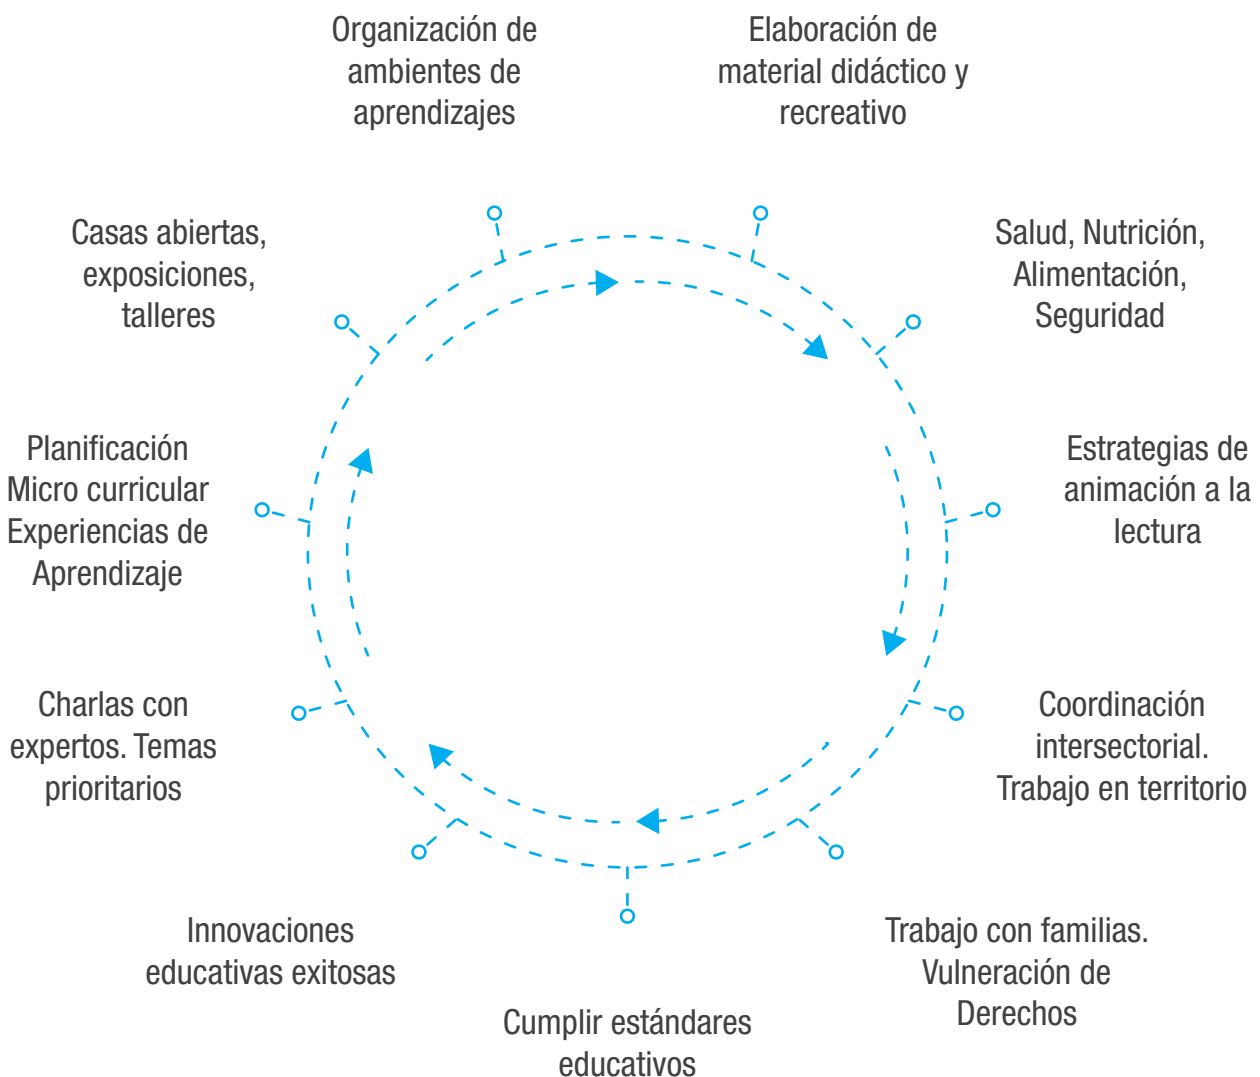 Organización de
ambientes de
aprendizajes
Elaboración de
material didáctico y
recreativo
Casas abiertas,
exposiciones,
talleres
Salud, Nutrición,
Alimentación,
Seguridad
Planificación
Micro curricular
Experiencias de
Aprendizaje
Estrategias de
animación a la
lectura
Charlas con
expertos. Temas
prioritarios
Coordinación
intersectorial.
Trabajo en territorio
Innovaciones
educativas exitosas
Trabajo con familias.
Vulneración de
Derechos
Cumplir estándares
educativos